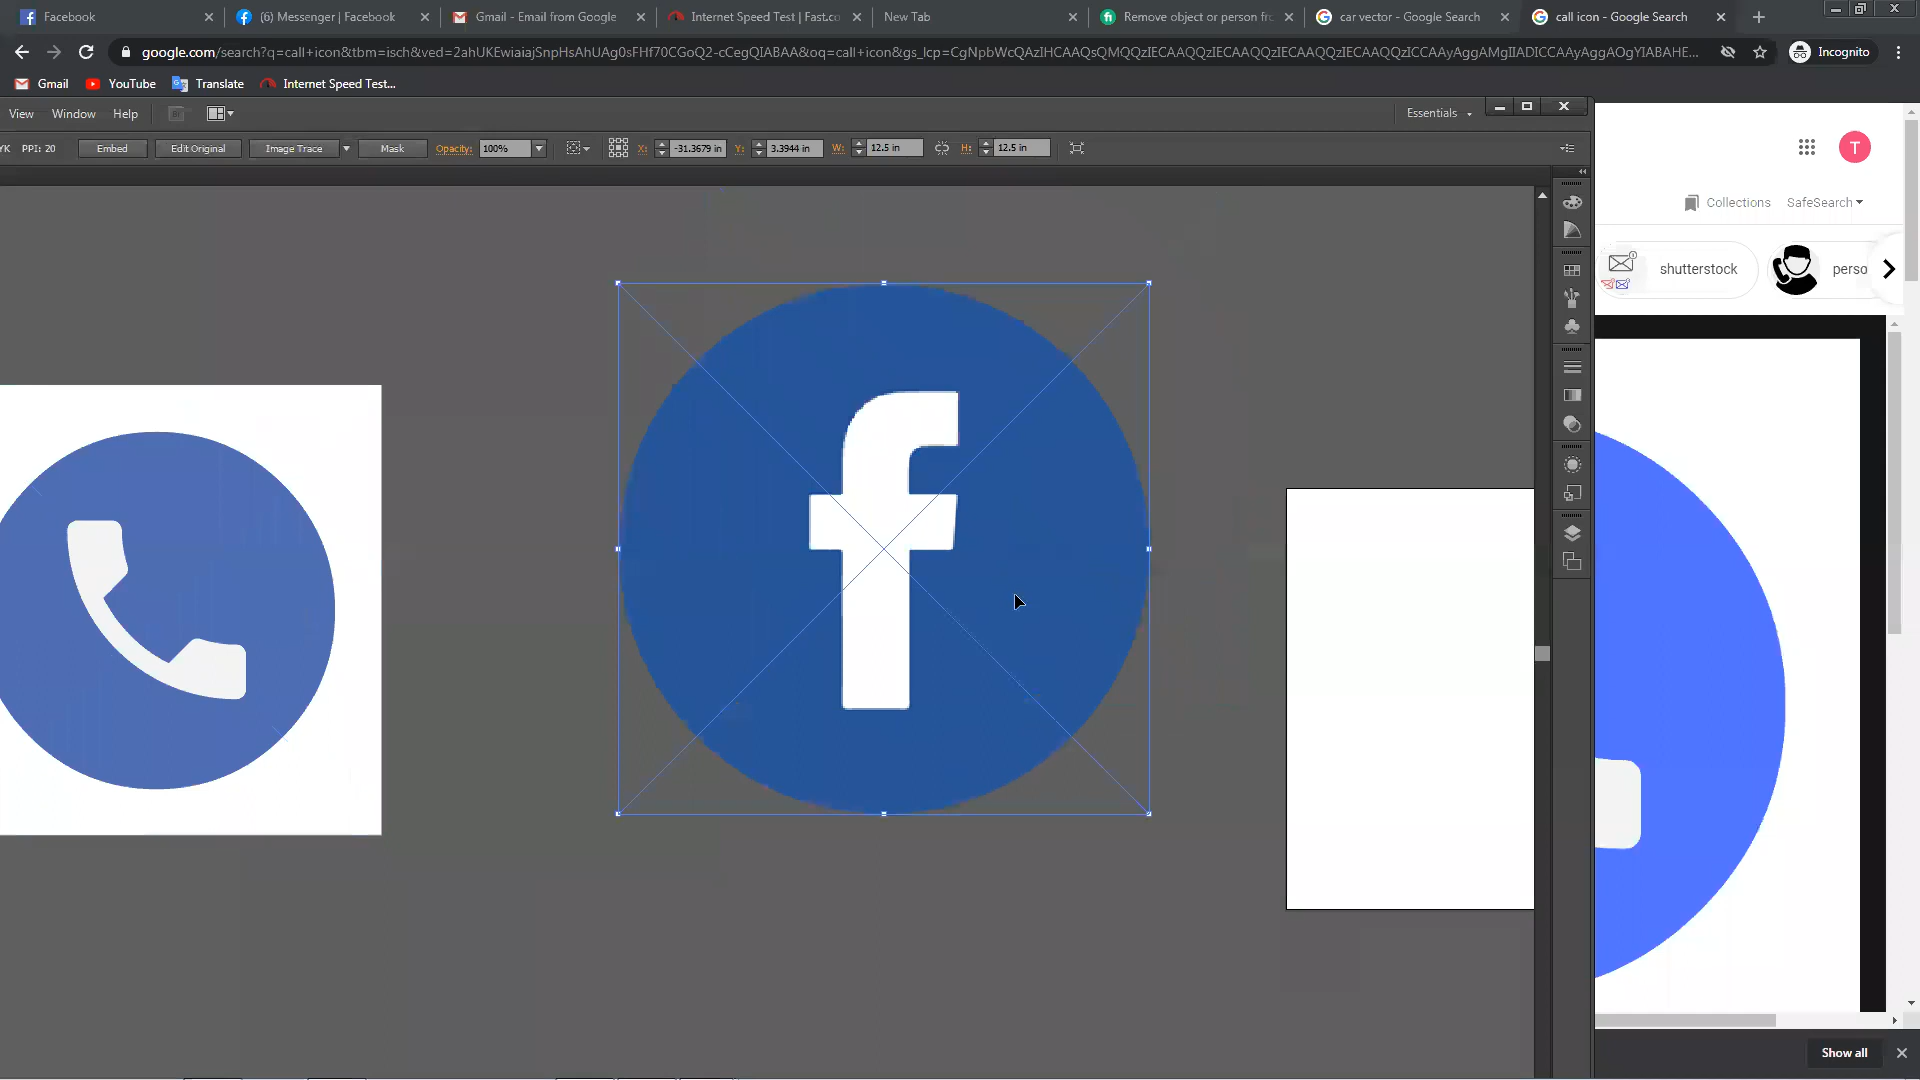 Facebook
(6) Messenger | Facebook
Gmail - Email from Google
Internet Speed Test | Fast.co
New Tab
Remove object or person fro
car vector - Google Search
call icon - Google Search
google.com/search?q=call+icon&tbm=isch&ved=2ahUKEwiaiajSnpHsAhUAg0sFHf70CGoQ2-cCegQIABAA&oq=call+icon&gs_lcp=CgNpbWcQAzIHCAAQsQMQQzIECAAQQzIECAAQQzIECAAQQzIECAAQQzICCAAyAggAMgIIADICCAAyAggAOgYIABAHE...
Incognito
Gmail
YouTube
Translate
Internet Speed Test...
View
Window
Help
Br
Essentials
YK
PPI: 20
Embed
Edit Original
Image Trace
Mask
Opacity:
100%
X:
-31.3679 in
Y:
3.3944 in
W:
12.5 in
H:
12.5 in
T
Collections
SafeSearch
shutterstock
perso
f
Show all